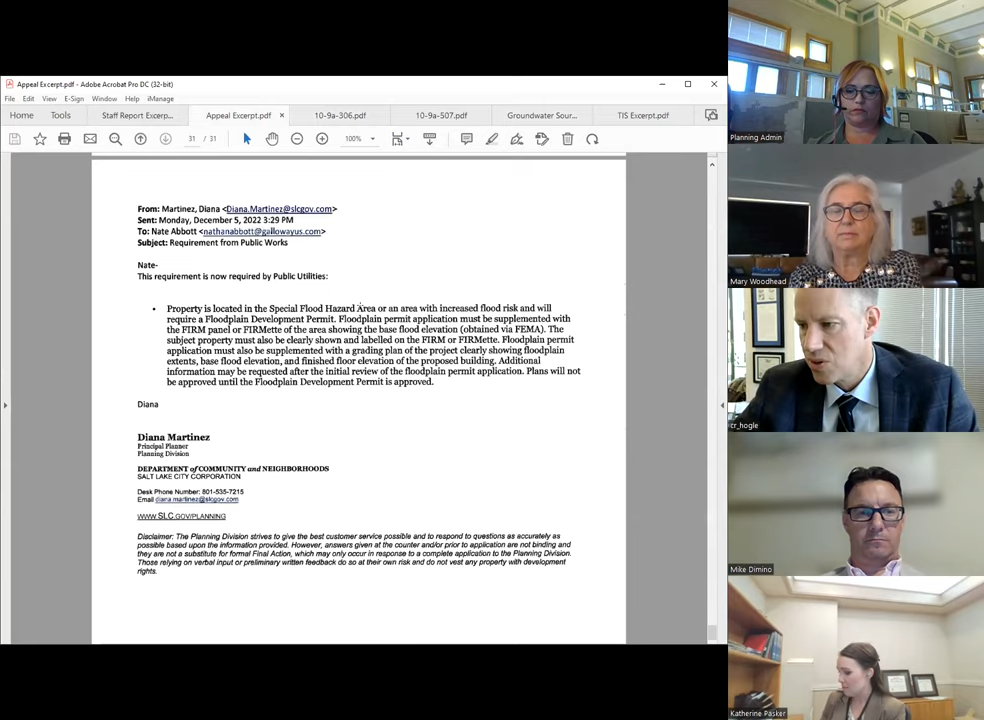 Appeal Excerpt.pdf - Adobe Acrobat Pro DC (32-bit)
File Edit View E-Sign Window Help iManage
Home Tools Staff Report Excerp... Appeal Excerpt.pdf × 10-9a-306.pdf 10-9a-507.pdf Groundwater Sour... TIS Excerpt.pdf
31 / 31 100%
From: Martinez, Diana <Diana.Martinez@slcgov.com>
Sent: Monday, December 5, 2022 3:29 PM
To: Nate Abbott <nathanabbott@gallowayus.com>
Subject: Requirement from Public Works
Nate-
This requirement is now required by Public Utilities:
• Property is located in the Special Flood Hazard Area or an area with increased flood risk and will
require a Floodplain Development Permit. Floodplain permit application must be supplemented with
the FIRM panel or FIRMette of the area showing the base flood elevation (obtained via FEMA). The
subject property must also be clearly shown and labelled on the FIRM or FIRMette. Floodplain permit
application must also be supplemented with a grading plan of the project clearly showing floodplain
extents, base flood elevation, and finished floor elevation of the proposed building. Additional
information may be requested after the initial review of the floodplain permit application. Plans will not
be approved until the Floodplain Development Permit is approved.
Diana
Diana Martinez
Principal Planner
Planning Division
DEPARTMENT of COMMUNITY and NEIGHBORHOODS
SALT LAKE CITY CORPORATION
Desk Phone Number: 801-535-7215
Email diana.martinez@slcgov.com
WWW.SLC.GOV/PLANNING
Disclaimer: The Planning Division strives to give the best customer service possible and to respond to questions as accurately as
possible based upon the information provided. However, answers given at the counter and/or prior to application are not binding and
they are not a substitute for formal Final Action, which may only occur in response to a complete application to the Planning Division.
Those relying on verbal input or preliminary written feedback do so at their own risk and do not vest any property with development
rights.
Planning Admin
Mary Woodhead
cr_hogle
Mike Dimino
Katherine Pasker